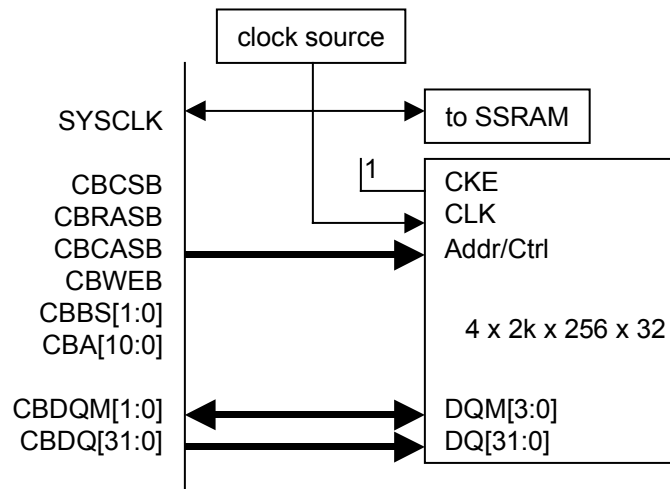 clock source
SYSCLK
to SSRAM
1
CBCSB
CKE
CBRASB
CLK
CBCASB
Addr/Ctrl
CBWEB
CBBS[1:0]
4 x 2k x 256 x 32
CBA[10:0]
CBDQM[1:0]
DQM[3:0]
CBDQ[31:0]
DQ[31:0]